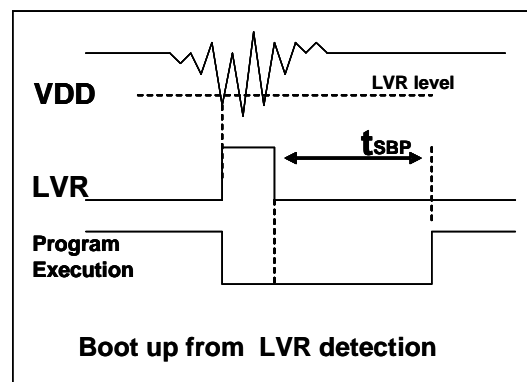 LVR level
VDD
tSBP
LVR
Program
Execution
Boot up from LVR detection